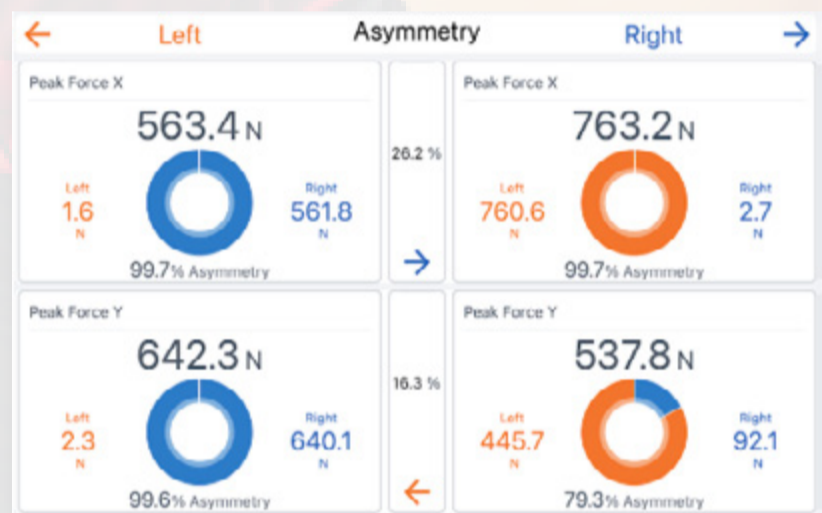 ← Left Asymmetry Right →
Peak Force X
563.4 N
Left
1.6
N
Right
561.8
N
99.7% Asymmetry
26.2 %
→
Peak Force X
763.2 N
Left
760.6
N
Right
2.7
N
99.7% Asymmetry
Peak Force Y
642.3 N
Left
2.3
N
Right
640.1
N
99.6% Asymmetry
16.3 %
←
Peak Force Y
537.8 N
Left
445.7
N
Right
92.1
N
79.3% Asymmetry